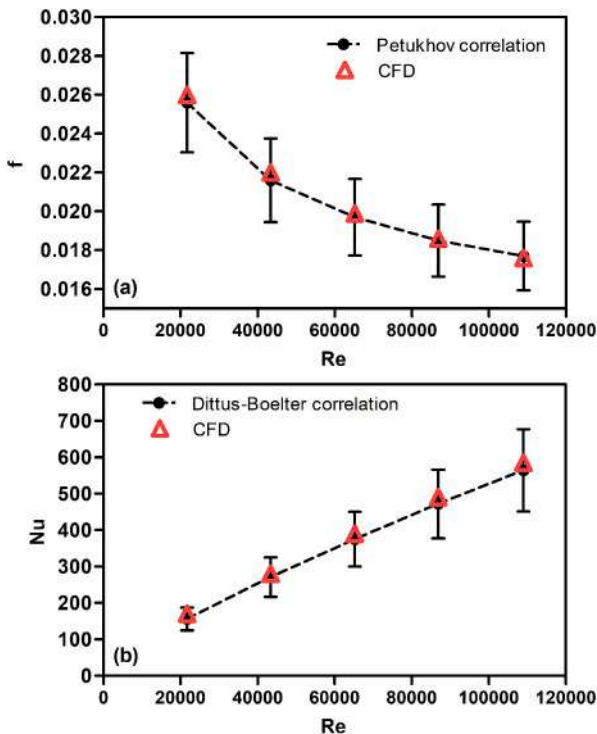 0.030
0.028
0.026
0.024
0.022
0.020
0.018
0.016
f
Petukhov correlation
CFD
(a)
0 20000 40000 60000 80000 100000 120000
Re
800
700
600
500
400
300
200
100
0
Nu
Dittus-Boelter correlation
CFD
(b)
0 20000 40000 60000 80000 100000 120000
Re